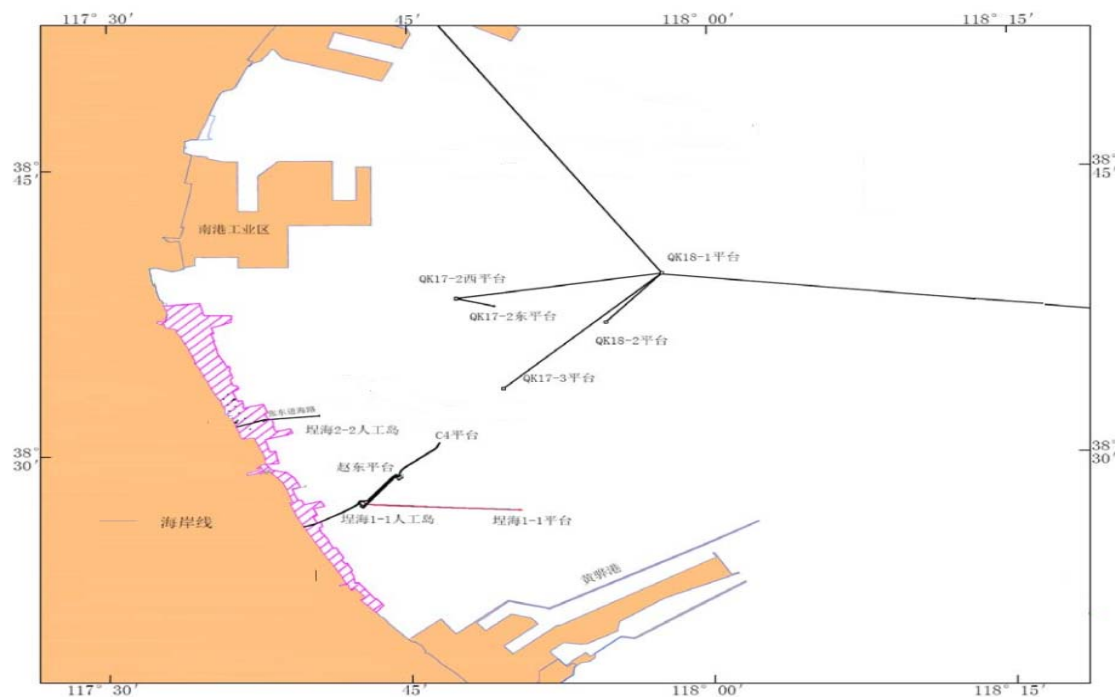 117° 30′
45′
118° 00′
118° 15′
38°
45′
38°
45′
南港工业区
QK18-1平台
QK17-2西平台
QK17-2东平台
QK18-2平台
QK17-3平台
埕海2-2人工岛
C4平台
38°
30′
38°
30′
赵东平台
海岸线
埕海1-1人工岛
埕海1-1平台
黄骅港
117° 30′
45′
118° 00′
118° 15′